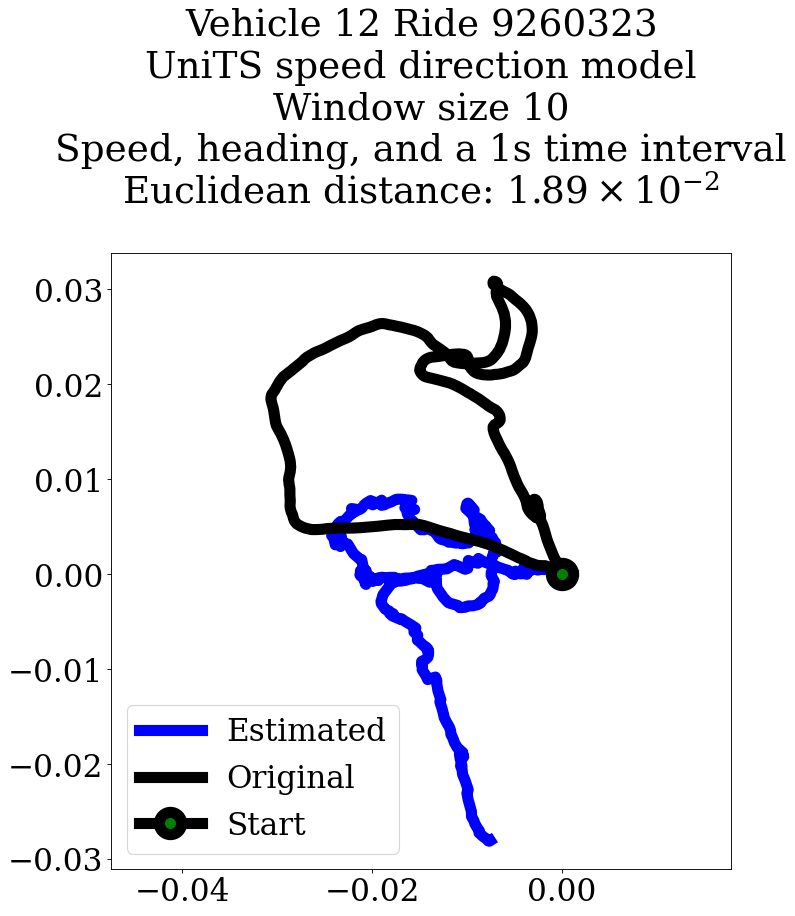 Vehicle 12 Ride 9260323
UniTS speed direction model
Window size 10
Speed, heading, and a 1s time interval
Euclidean distance: 1.89 × 10⁻²
0.03
0.02
0.01
0.00
−0.01
−0.02
−0.03
Estimated
Original
Start
−0.04
−0.02
0.00